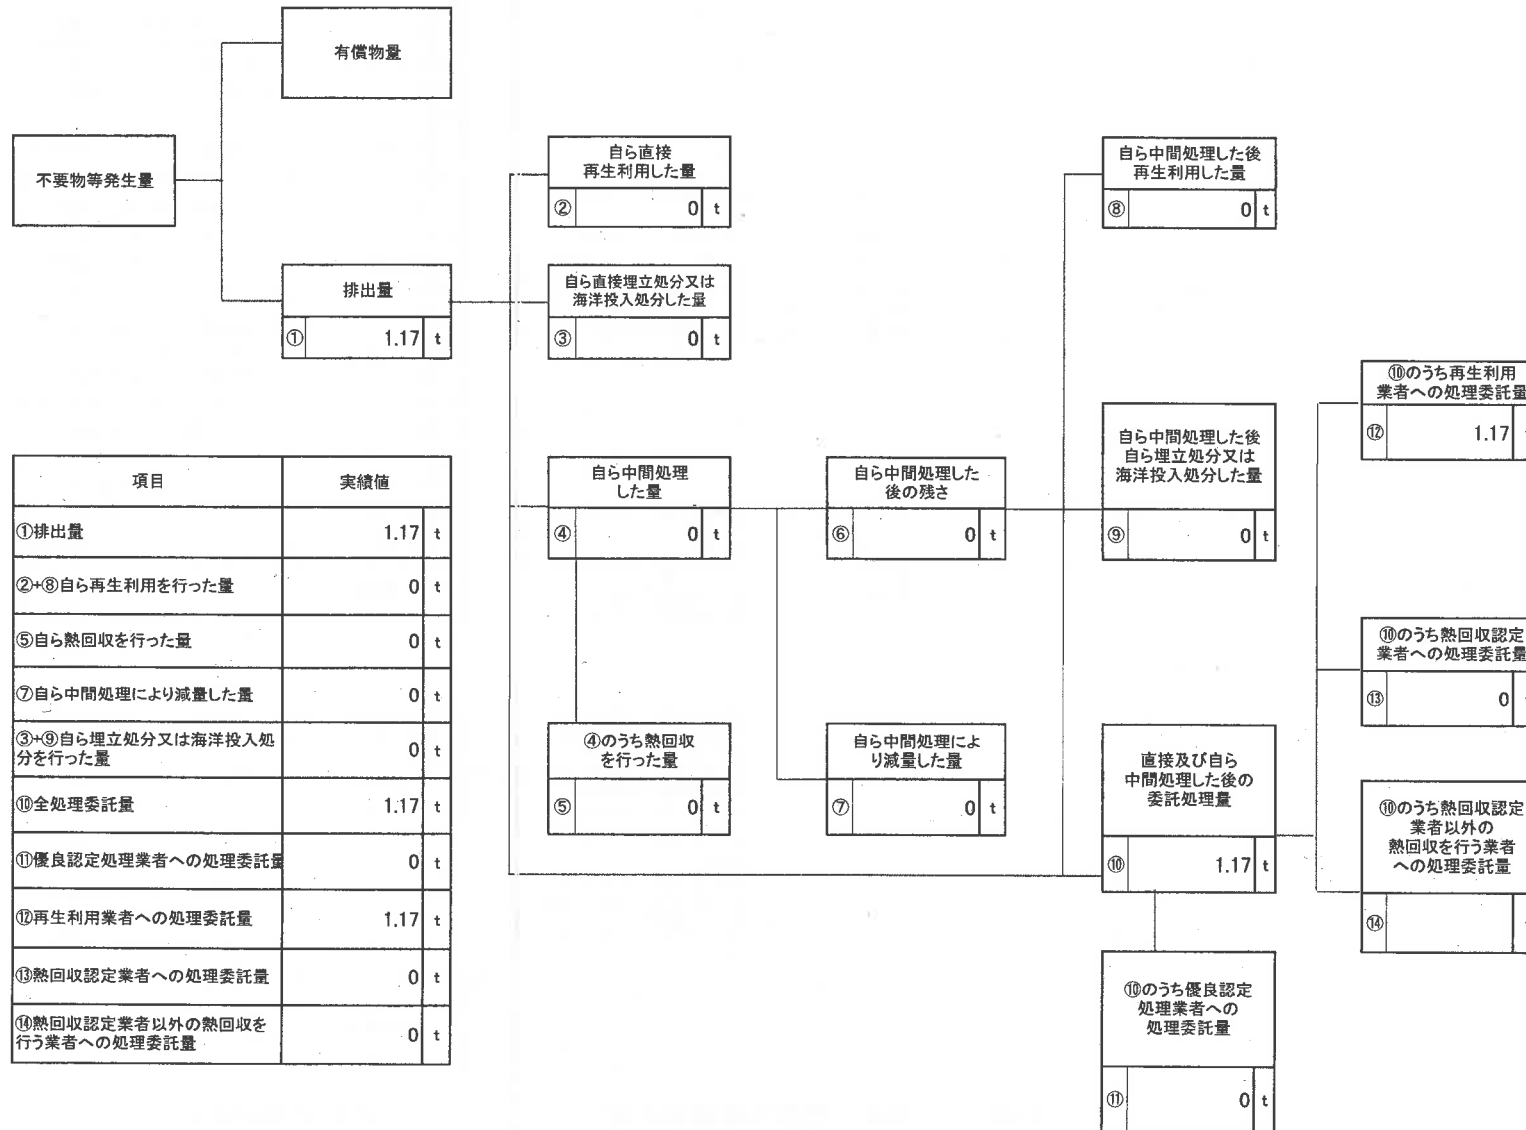 有償物量
不要物等発生量
排出量
① 1.17 t
自ら直接
再生利用した量
② 0 t
自ら直接埋立処分又は
海洋投入処分した量
③ 0 t
自ら中間処理
した量
④ 0 t
④のうち熱回収
を行った量
⑤ 0 t
自ら中間処理した
後の残さ
⑥ 0 t
自ら中間処理によ
り減量した量
⑦ 0 t
自ら中間処理した後
再生利用した量
⑧ 0 t
自ら中間処理した後
自ら埋立処分又は
海洋投入処分した量
⑨ 0 t
直接及び自ら
中間処理した後の
委託処理量
⑩ 1.17 t
⑩のうち優良認定
処理業者への
処理委託量
⑪ 0 t
⑩のうち再生利用
業者への処理委託量
⑫ 1.17
⑩のうち熱回収認定
業者への処理委託量
⑬ 0
⑩のうち熱回収認定
業者以外の
熱回収を行う業者
への処理委託量
⑭
項目 実績値
①排出量 1.17 t
②+⑧自ら再生利用を行った量 0 t
⑤自ら熱回収を行った量 0 t
⑦自ら中間処理により減量した量 0 t
③+⑨自ら埋立処分又は海洋投入処
分を行った量 0 t
⑩全処理委託量 1.17 t
⑪優良認定処理業者への処理委託量 0 t
⑫再生利用業者への処理委託量 1.17 t
⑬熱回収認定業者への処理委託量 0 t
⑭熱回収認定業者以外の熱回収を
行う業者への処理委託量 0 t